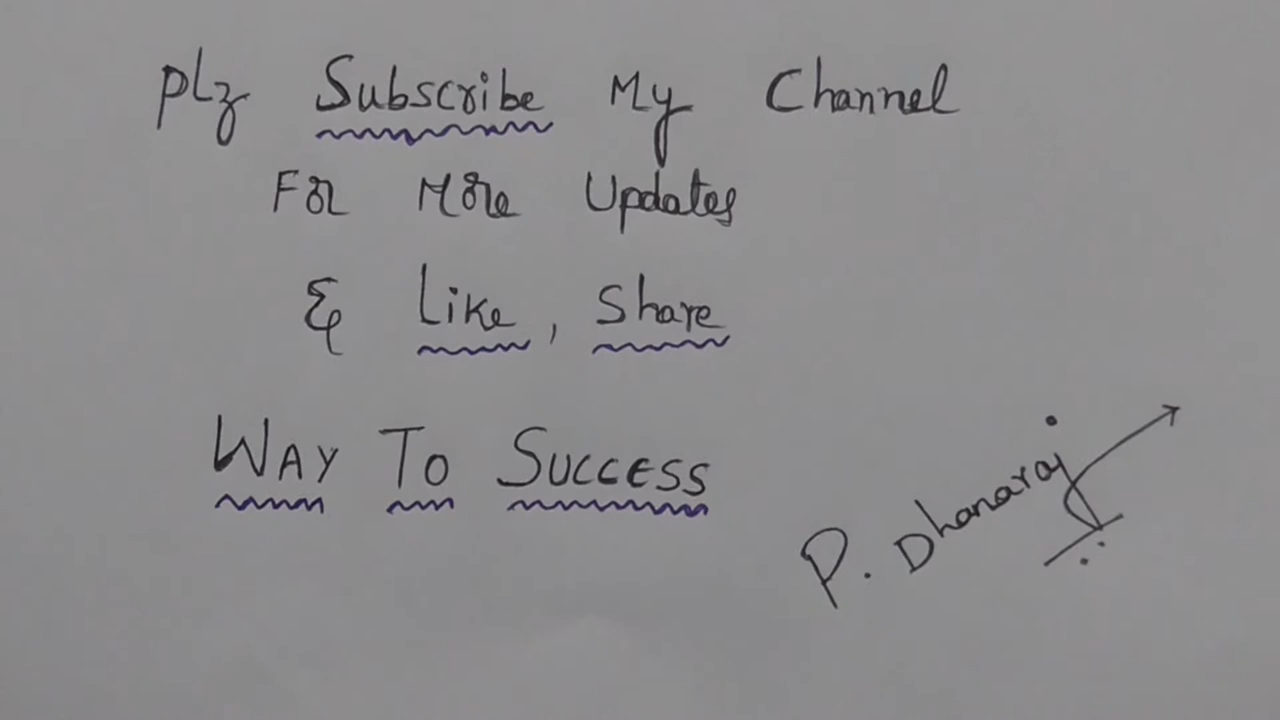 Plz Subscribe My Channel
For More Updates
& Like, Share
WAY TO SUCCESS
P. Dhanaraj